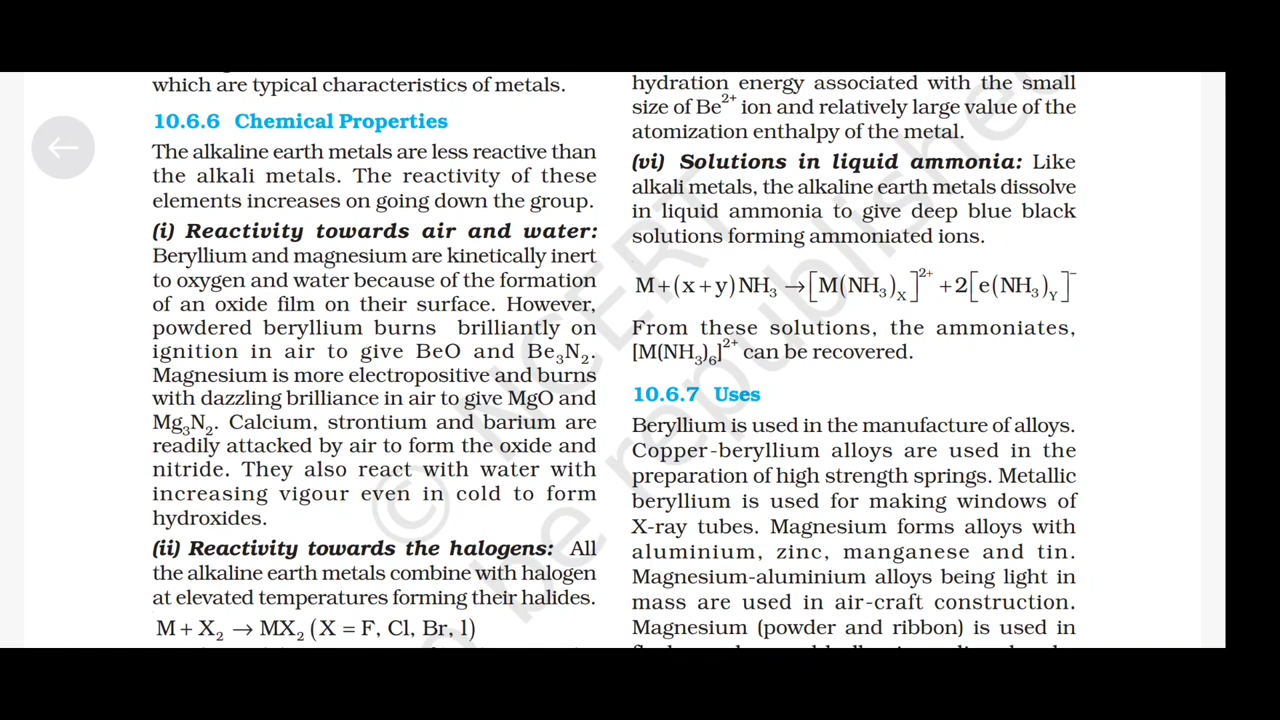 which are typical characteristics of metals.
10.6.6 Chemical Properties
The alkaline earth metals are less reactive than
the alkali metals. The reactivity of these
elements increases on going down the group.
(i) Reactivity towards air and water:
Beryllium and magnesium are kinetically inert
to oxygen and water because of the formation
of an oxide film on their surface. However,
powdered beryllium burns brilliantly on
ignition in air to give BeO and Be₃N₂.
Magnesium is more electropositive and burns
with dazzling brilliance in air to give MgO and
Mg₃N₂. Calcium, strontium and barium are
readily attacked by air to form the oxide and
nitride. They also react with water with
increasing vigour even in cold to form
hydroxides.
(ii) Reactivity towards the halogens: All
the alkaline earth metals combine with halogen
at elevated temperatures forming their halides.
M + X₂ → MX₂ (X = F, Cl, Br, l)
hydration energy associated with the small
size of Be²⁺ ion and relatively large value of the
atomization enthalpy of the metal.
(vi) Solutions in liquid ammonia: Like
alkali metals, the alkaline earth metals dissolve
in liquid ammonia to give deep blue black
solutions forming ammoniated ions.
M + (x + y) NH₃ → [M(NH₃)_X]²⁺ + 2[e(NH₃)_Y]⁻
From these solutions, the ammoniates,
[M(NH₃)₆]²⁺ can be recovered.
10.6.7 Uses
Beryllium is used in the manufacture of alloys.
Copper-beryllium alloys are used in the
preparation of high strength springs. Metallic
beryllium is used for making windows of
X-ray tubes. Magnesium forms alloys with
aluminium, zinc, manganese and tin.
Magnesium-aluminium alloys being light in
mass are used in air-craft construction.
Magnesium (powder and ribbon) is used in
© NCERT
be republished